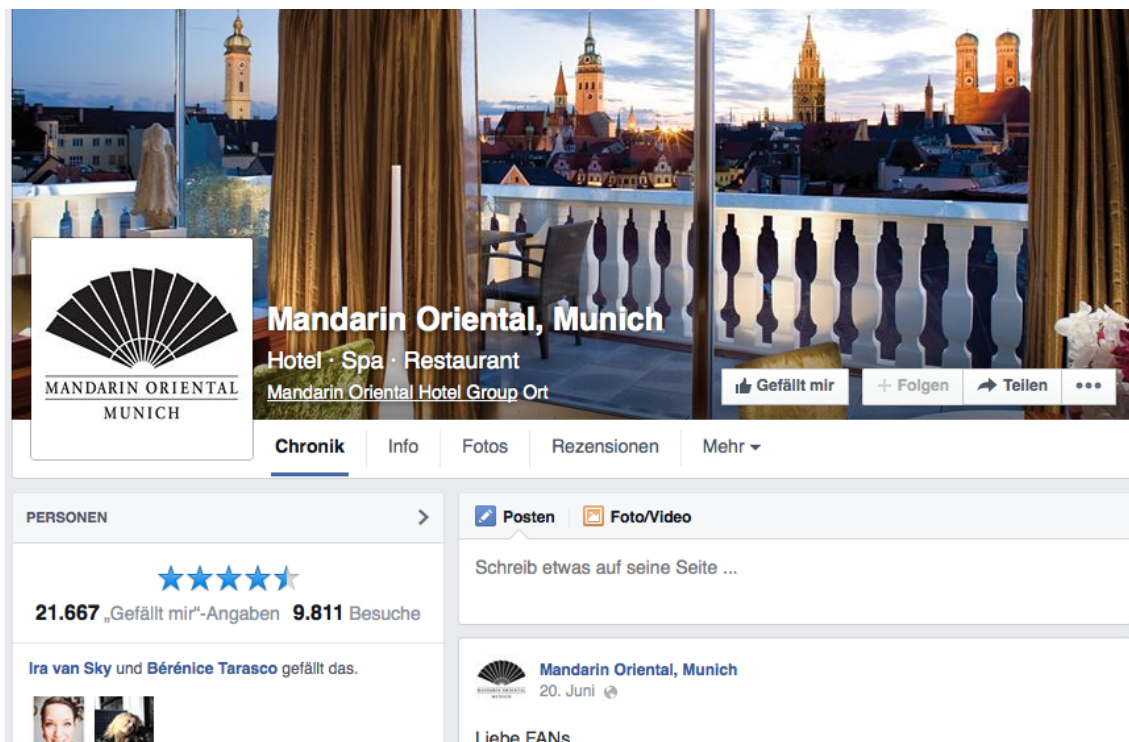 MANDARIN ORIENTAL
MUNICH
Mandarin Oriental, Munich
Hotel · Spa · Restaurant
Mandarin Oriental Hotel Group Ort
Gefällt mir
+ Folgen
Teilen
Chronik
Info
Fotos
Rezensionen
Mehr
PERSONEN
21.667 „Gefällt mir“-Angaben 9.811 Besuche
Ira van Sky und Bérénice Tarasco gefällt das.
Posten
Foto/Video
Schreib etwas auf seine Seite ...
MANDARIN ORIENTAL
MUNICH
Mandarin Oriental, Munich
20. Juni
Liebe FANs